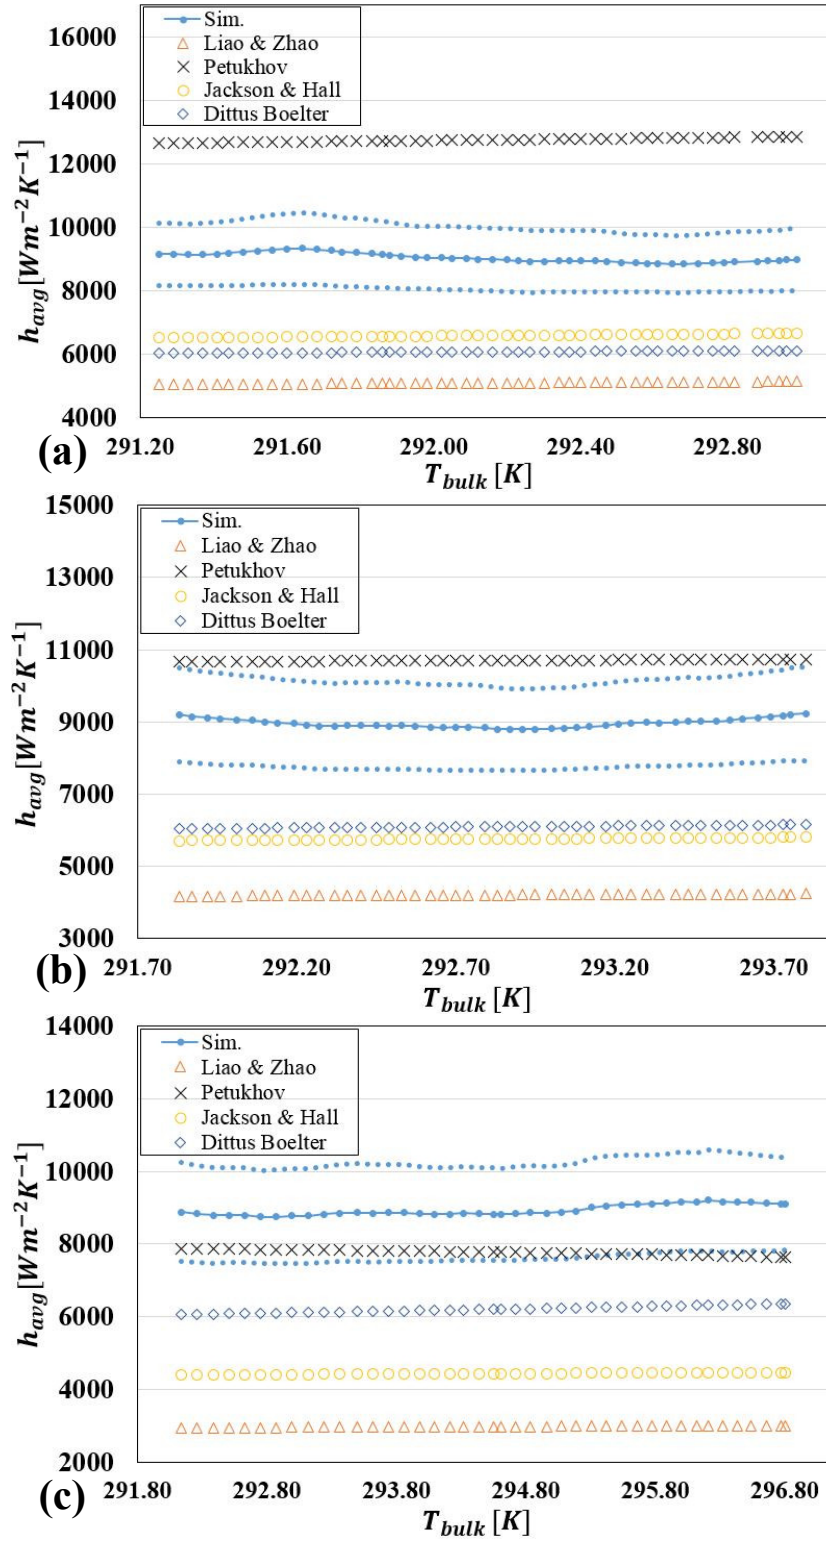 16000
14000
12000
10000
8000
6000
4000
h_avg[Wm⁻²K⁻¹]
Sim.
Liao & Zhao
Petukhov
Jackson & Hall
Dittus Boelter
(a)
291.20 291.60 292.00 292.40 292.80
T_bulk [K]
15000
13000
11000
9000
7000
5000
3000
h_avg[Wm⁻²K⁻¹]
Sim.
Liao & Zhao
Petukhov
Jackson & Hall
Dittus Boelter
(b)
291.70 292.20 292.70 293.20 293.70
T_bulk [K]
14000
12000
10000
8000
6000
4000
2000
h_avg[Wm⁻²K⁻¹]
Sim.
Liao & Zhao
Petukhov
Jackson & Hall
Dittus Boelter
(c)
291.80 292.80 293.80 294.80 295.80 296.80
T_bulk [K]